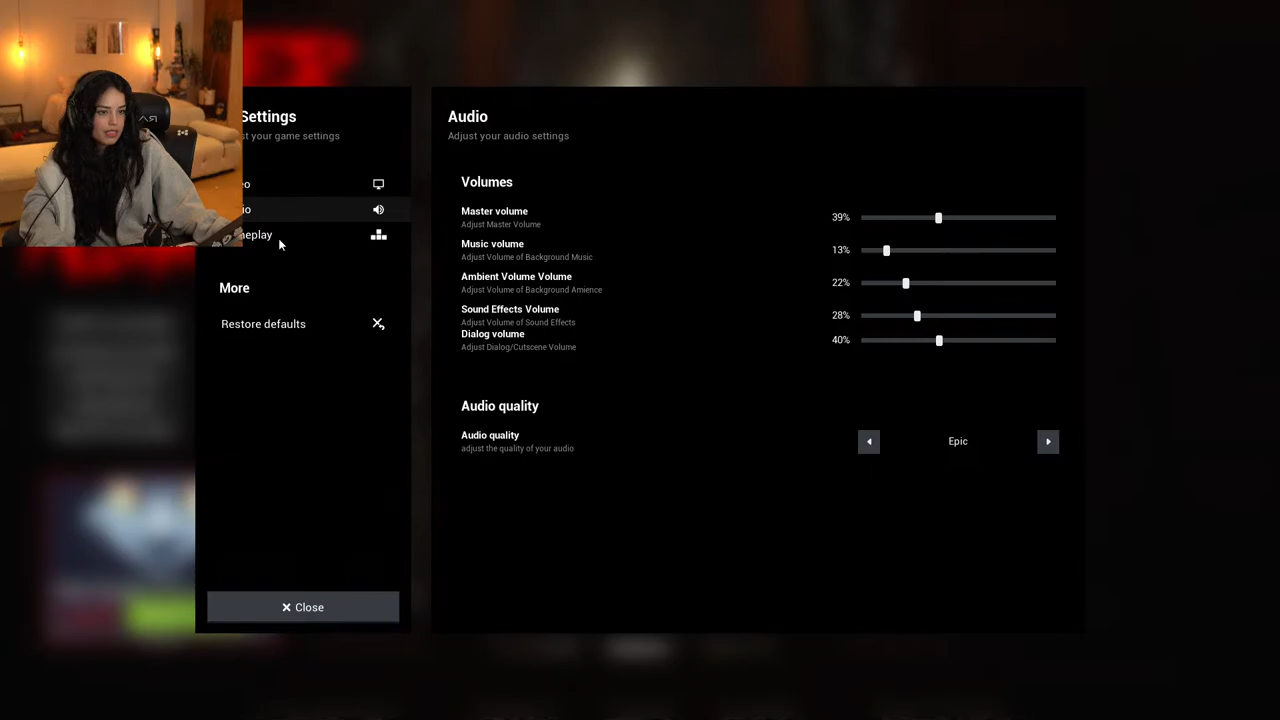 Settings
st your game settings
eo
io
neplay
More
Restore defaults
Close
Audio
Adjust your audio settings
Volumes
Master volume
39%
Adjust Master Volume
Music volume
13%
Adjust Volume of Background Music
Ambient Volume Volume
22%
Adjust Volume of Background Amience
Sound Effects Volume
28%
Adjust Volume of Sound Effects
Dialog volume
40%
Adjust Dialog/Cutscene Volume
Audio quality
Audio quality
Epic
adjust the quality of your audio